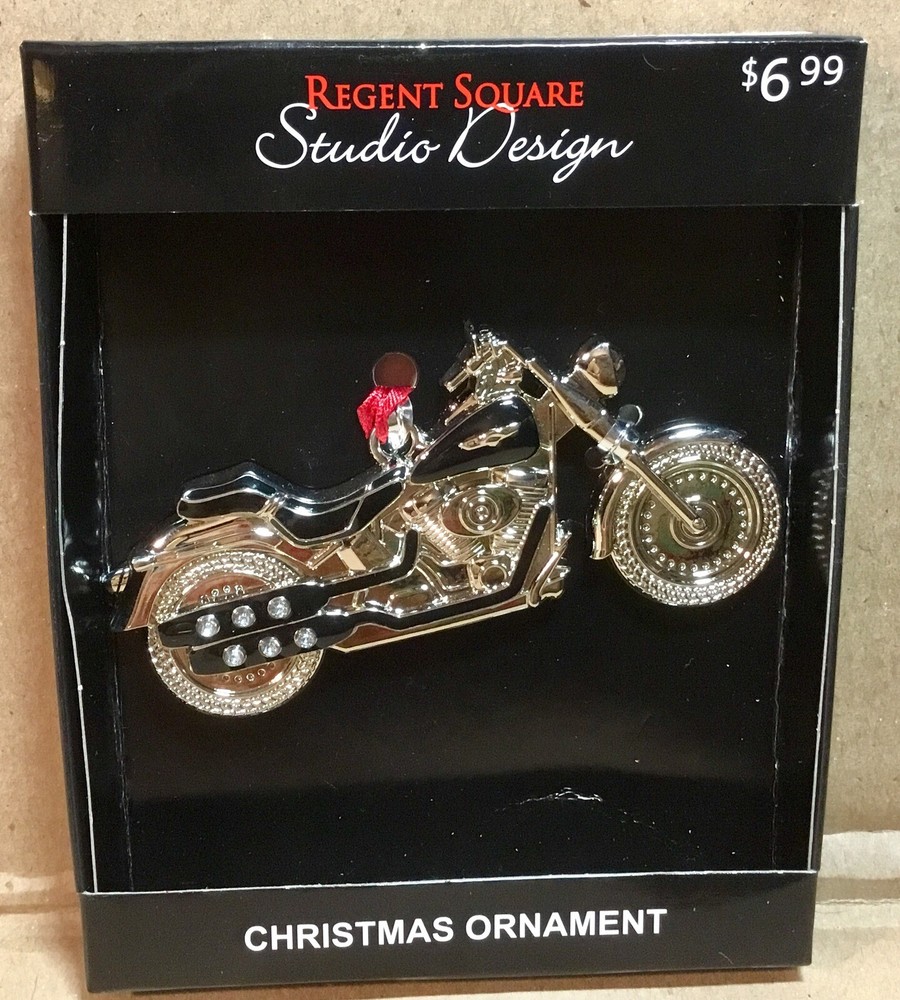 REGENT SQUARE
Studio Design
$6 99
CHRISTMAS ORNAMENT